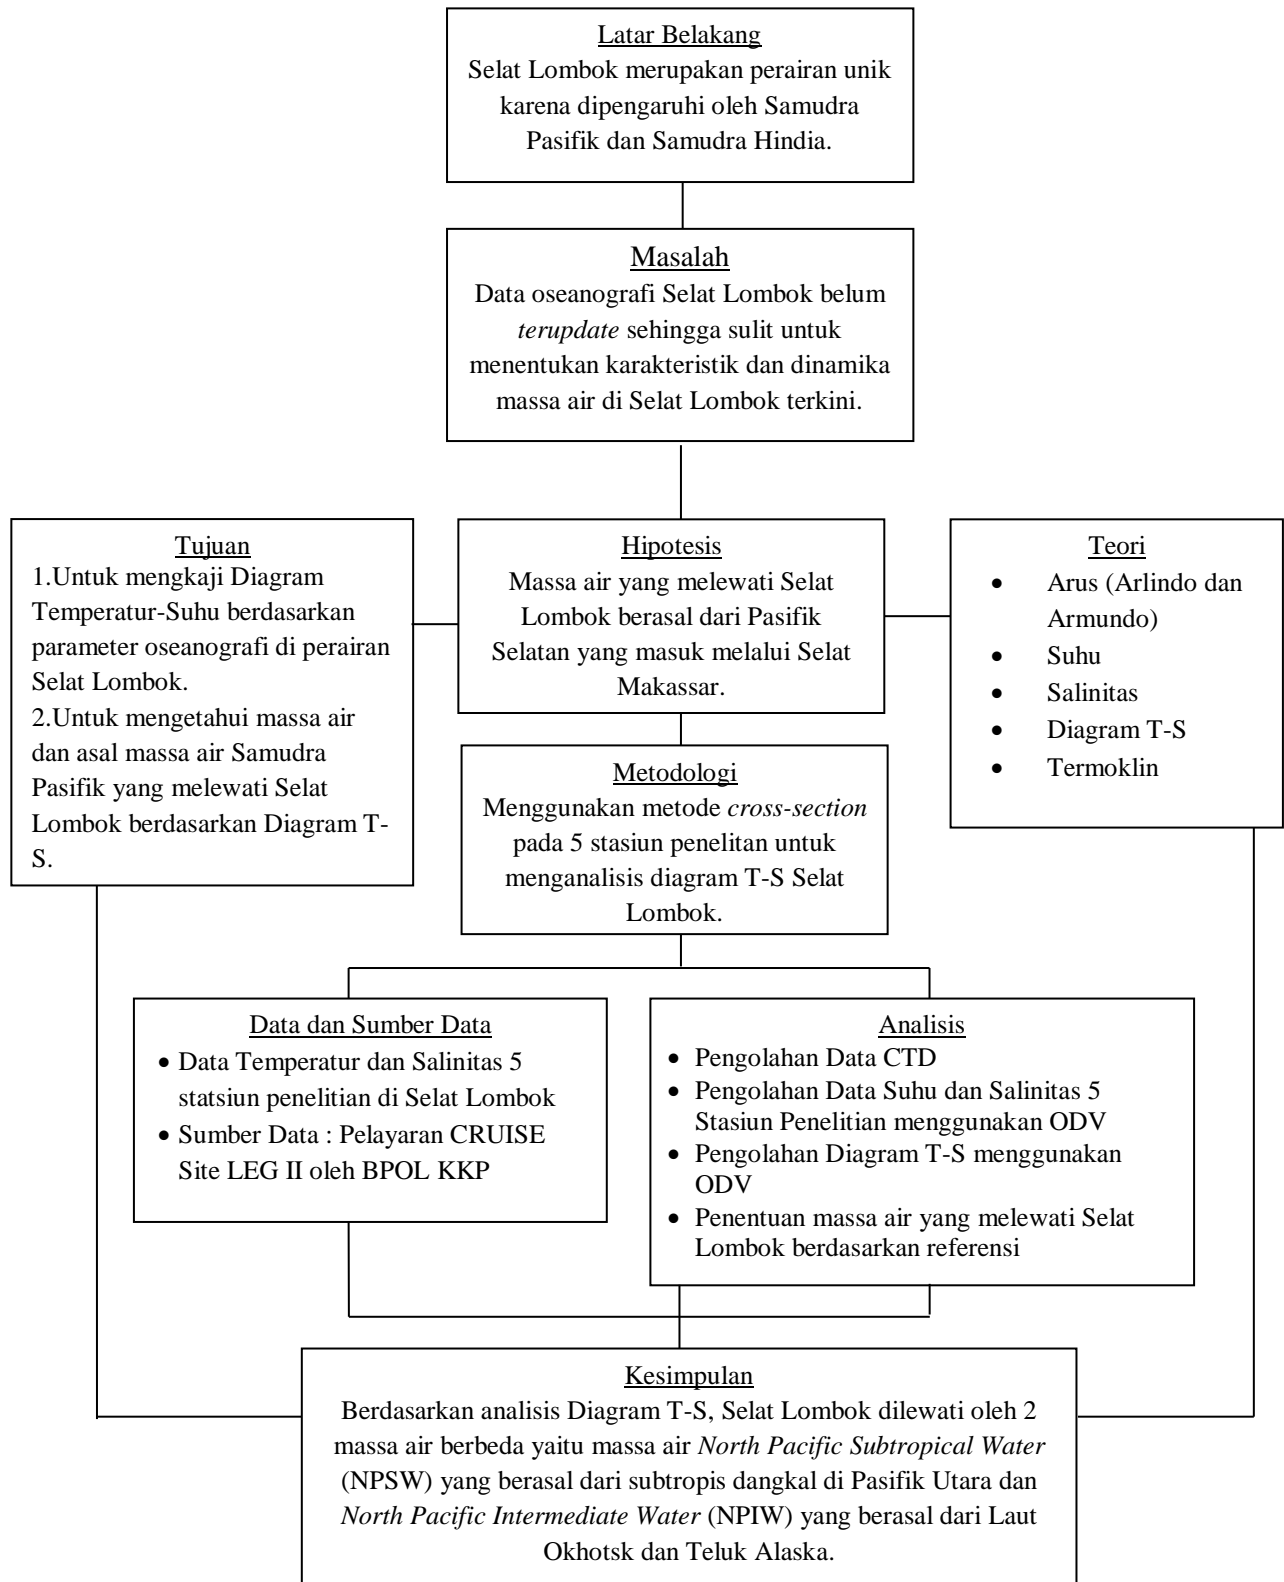 Latar Belakang
Selat Lombok merupakan perairan unik
karena dipengaruhi oleh Samudra
Pasifik dan Samudra Hindia.
Masalah
Data oseanografi Selat Lombok belum
terupdate sehingga sulit untuk
menentukan karakteristik dan dinamika
massa air di Selat Lombok terkini.
Tujuan
1.Untuk mengkaji Diagram
Temperatur-Suhu berdasarkan
parameter oseanografi di perairan
Selat Lombok.
2.Untuk mengetahui massa air
dan asal massa air Samudra
Pasifik yang melewati Selat
Lombok berdasarkan Diagram T-
S.
Hipotesis
Massa air yang melewati Selat
Lombok berasal dari Pasifik
Selatan yang masuk melalui Selat
Makassar.
Teori
• Arus (Arlindo dan
Armundo)
• Suhu
• Salinitas
• Diagram T-S
• Termoklin
Metodologi
Menggunakan metode cross-section
pada 5 stasiun penelitan untuk
menganalisis diagram T-S Selat
Lombok.
Data dan Sumber Data
• Data Temperatur dan Salinitas 5
statsiun penelitian di Selat Lombok
• Sumber Data : Pelayaran CRUISE
Site LEG II oleh BPOL KKP
Analisis
• Pengolahan Data CTD
• Pengolahan Data Suhu dan Salinitas 5
Stasiun Penelitian menggunakan ODV
• Pengolahan Diagram T-S menggunakan
ODV
• Penentuan massa air yang melewati Selat
Lombok berdasarkan referensi
Kesimpulan
Berdasarkan analisis Diagram T-S, Selat Lombok dilewati oleh 2
massa air berbeda yaitu massa air North Pacific Subtropical Water
(NPSW) yang berasal dari subtropis dangkal di Pasifik Utara dan
North Pacific Intermediate Water (NPIW) yang berasal dari Laut
Okhotsk dan Teluk Alaska.